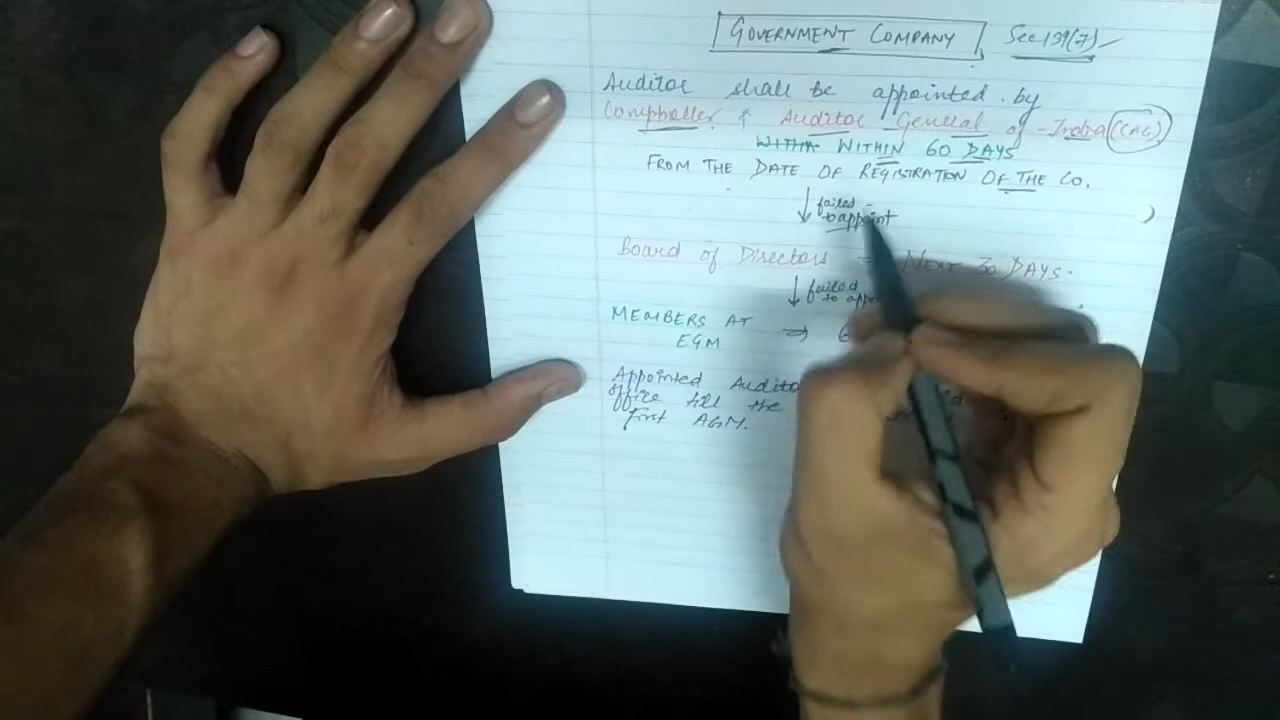 GOVERNMENT COMPANY Sec 139(7)
Auditor shall be appointed by
Comptroller & Auditor General of India (CAG)
WITHIN 60 DAYS
FROM THE DATE OF REGISTRATION OF THE CO.
failed
to appoint
Board of Directors NEXT 30 DAYS.
failed
to
MEMBERS AT ⇒ 6
EGM
Appointed
office till the
first AGM.